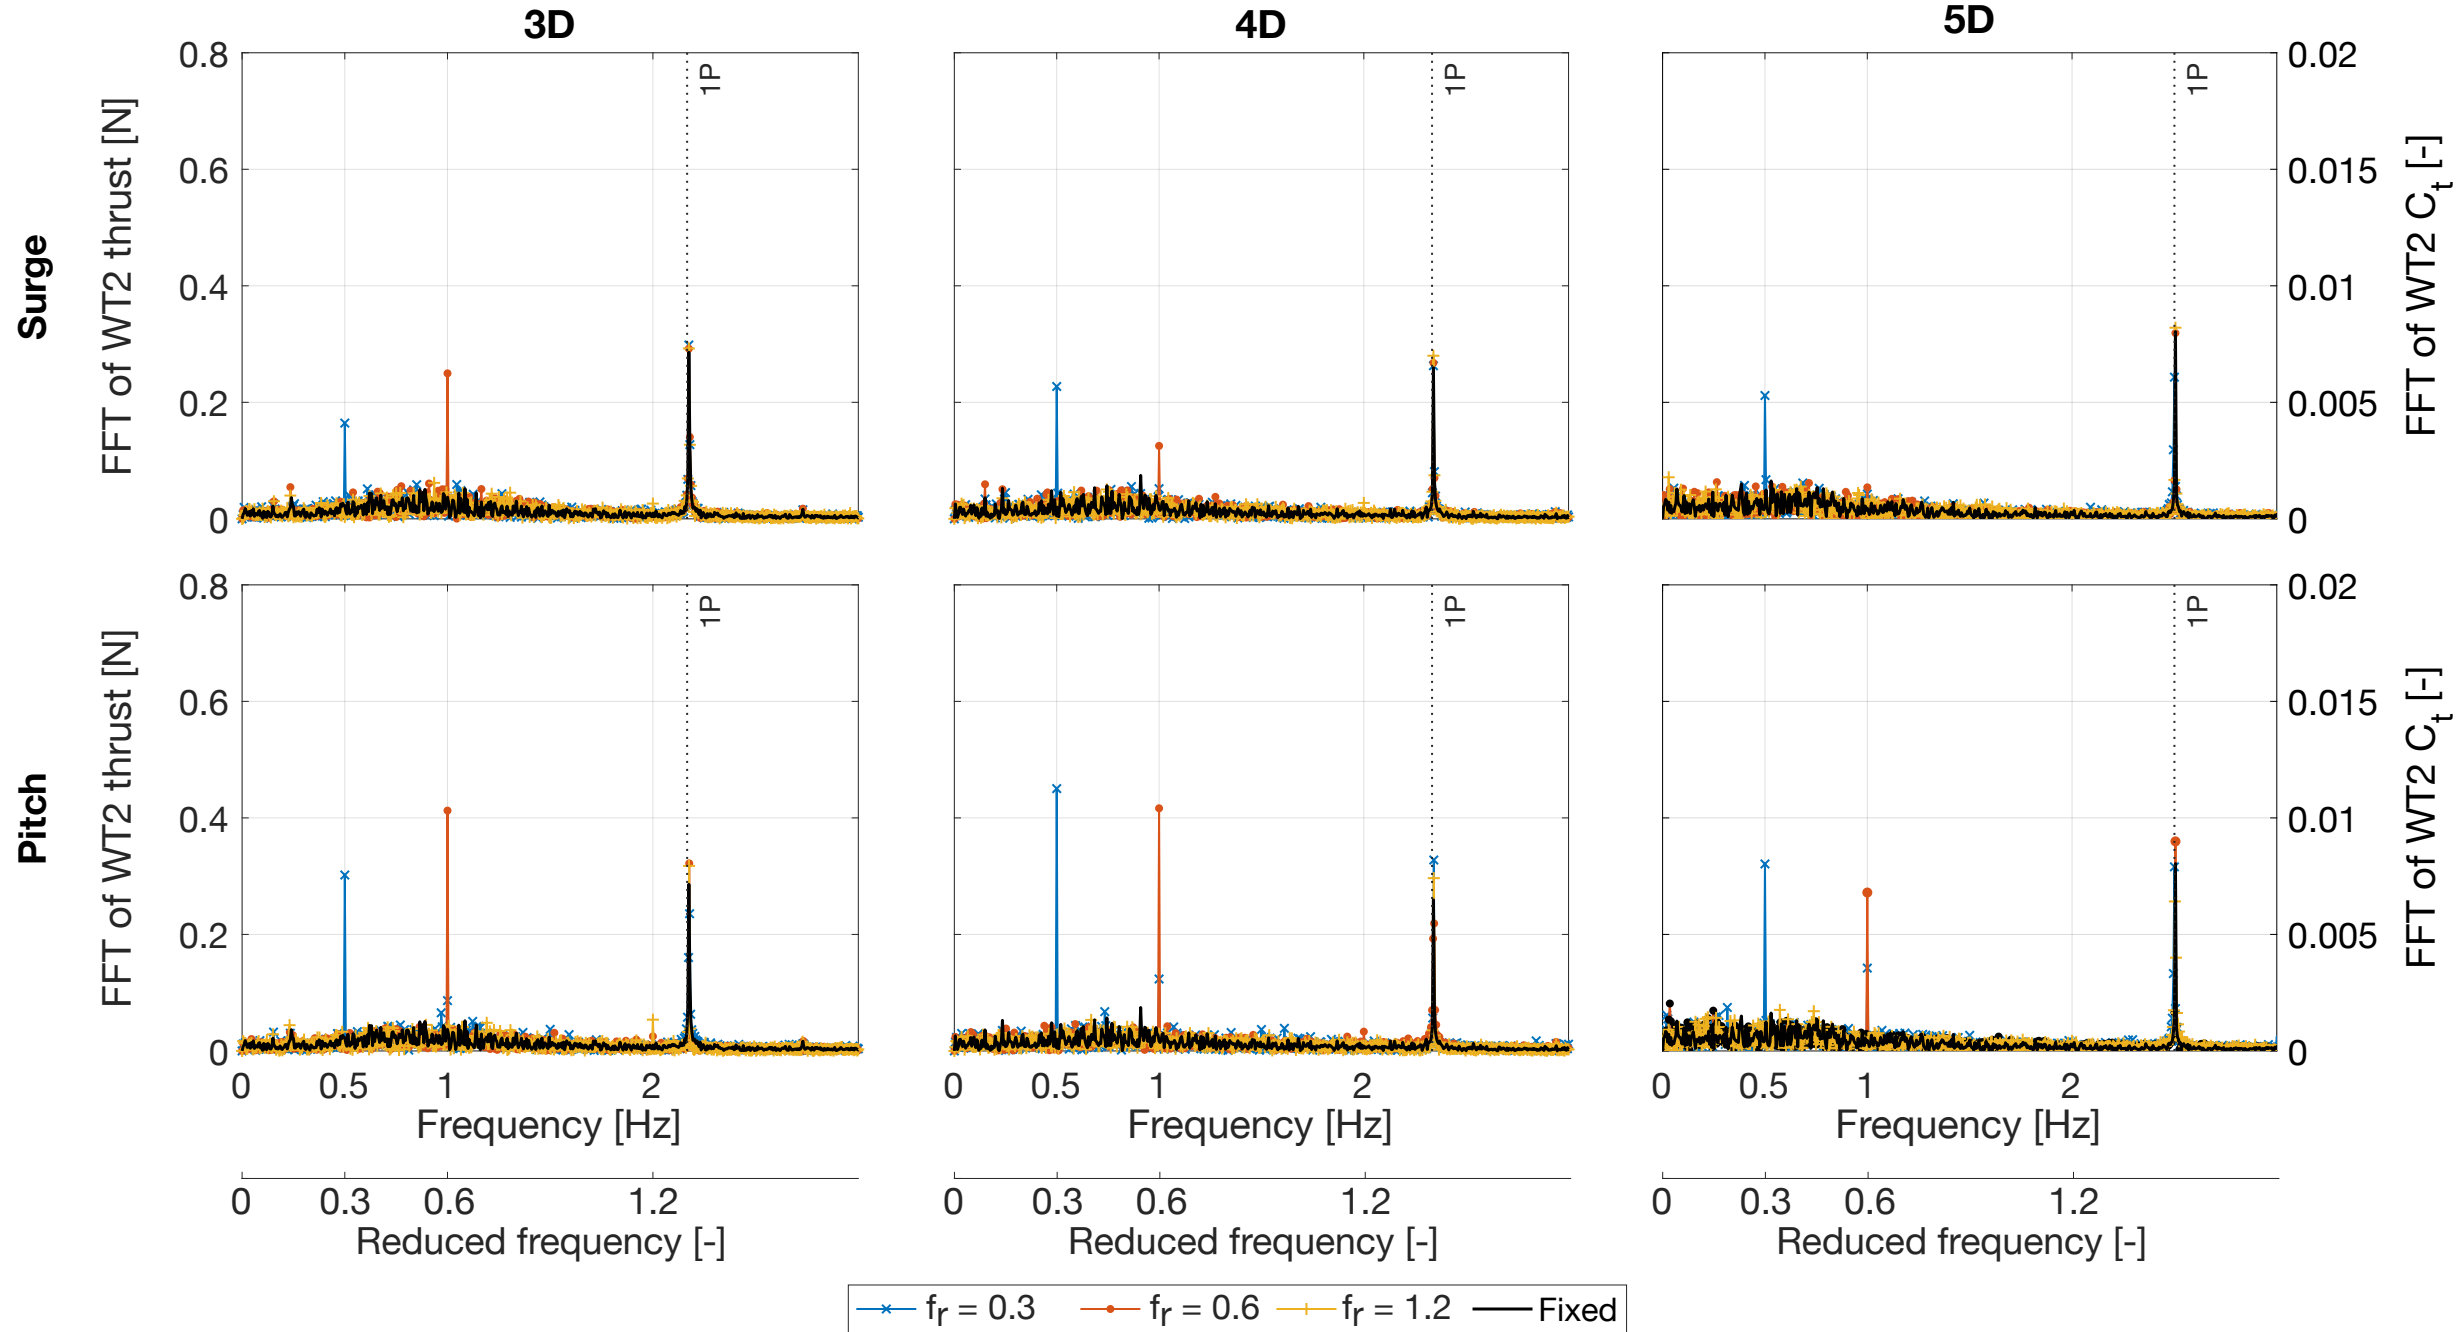 3D 4D 5D
Surge
FFT of WT2 thrust [N]
0.8
0.6
0.4
0.2
0
1P
1P
1P
0.02
0.015
0.01
0.005
0
FFT of WT2 Ct [-]
Pitch
FFT of WT2 thrust [N]
0.8
0.6
0.4
0.2
0
1P
1P
1P
0.02
0.015
0.01
0.005
0
FFT of WT2 Ct [-]
0 0.5 1 2
Frequency [Hz]
0 0.3 0.6 1.2
Reduced frequency [-]
0 0.5 1 2
Frequency [Hz]
0 0.3 0.6 1.2
Reduced frequency [-]
0 0.5 1 2
Frequency [Hz]
0 0.3 0.6 1.2
Reduced frequency [-]
fr = 0.3 fr = 0.6 fr = 1.2 Fixed